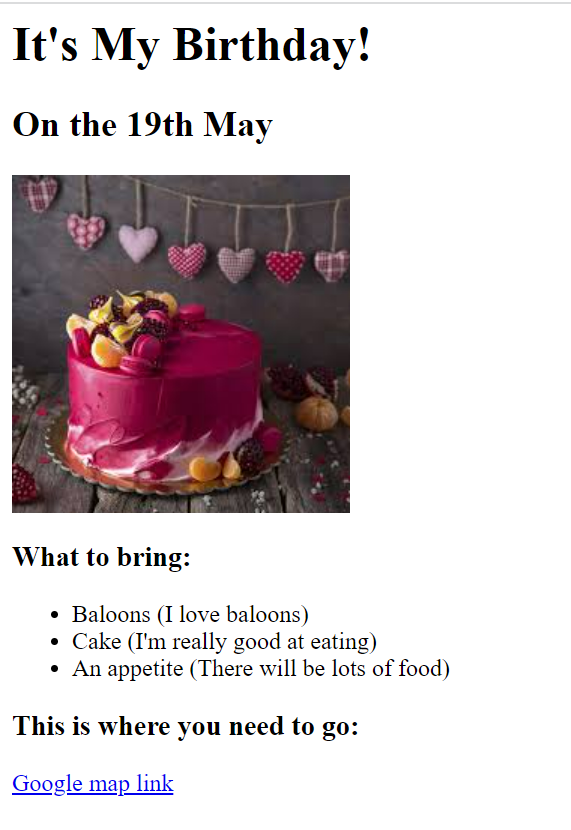 It's My Birthday!
On the 19th May
What to bring:
Baloons (I love baloons)
Cake (I'm really good at eating)
An appetite (There will be lots of food)
This is where you need to go:
Google map link